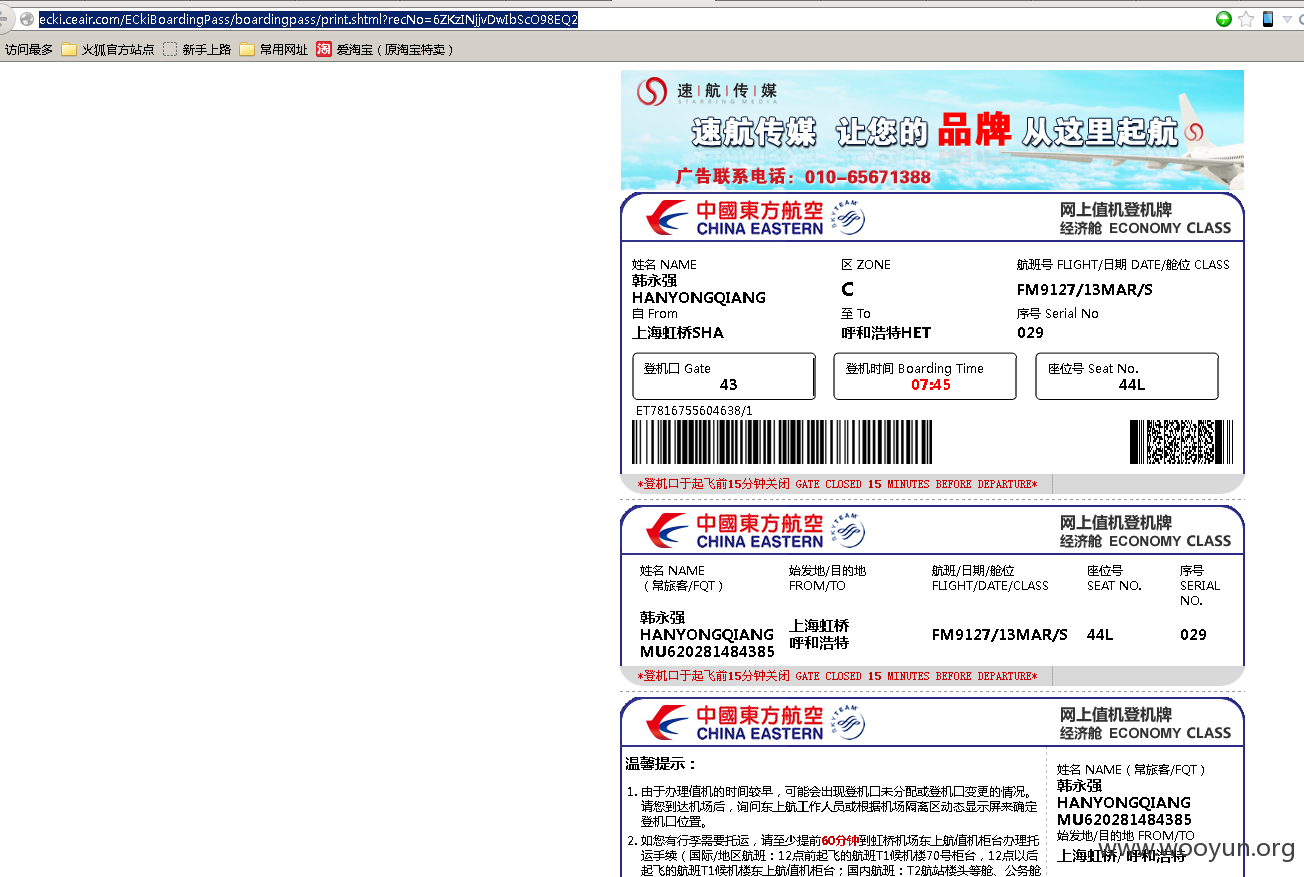 ecki.ceair.com/ECkiBoardingPass/boardingpass/print.shtml?recNo=6ZKzINjjvDwIbScO98EQ2
访问最多 火狐官方站点 新手上路 常用网址 淘 爱淘宝（原淘宝特卖）
速|航|传|媒
STARRING MEDIA
速航传媒 让您的 品牌 从这里起航
广告联系电话：010-65671388
中國東方航空 SKYTEAM 网上值机登机牌
CHINA EASTERN 经济舱 ECONOMY CLASS
姓名 NAME 区 ZONE 航班号 FLIGHT/日期 DATE/舱位 CLASS
韩永强
HANYONGQIANG C FM9127/13MAR/S
自 From 至 To 序号 Serial No
上海虹桥SHA 呼和浩特HET 029
登机口 Gate 登机时间 Boarding Time 座位号 Seat No.
43 07:45 44L
ET7816755604638/1
*登机口于起飞前15分钟关闭 GATE CLOSED 15 MINUTES BEFORE DEPARTURE*
中國東方航空 SKYTEAM 网上值机登机牌
CHINA EASTERN 经济舱 ECONOMY CLASS
姓名 NAME 始发地/目的地 航班/日期/舱位 座位号 序号
（常旅客/FQT） FROM/TO FLIGHT/DATE/CLASS SEAT NO. SERIAL
NO.
韩永强 上海虹桥
HANYONGQIANG 呼和浩特 FM9127/13MAR/S 44L 029
MU620281484385
*登机口于起飞前15分钟关闭 GATE CLOSED 15 MINUTES BEFORE DEPARTURE*
中國東方航空 SKYTEAM 网上值机登机牌
CHINA EASTERN 经济舱 ECONOMY CLASS
温馨提示：
1. 由于办理值机的时间较早，可能会出现登机口未分配或登机口变更的情况。
请您到达机场后，询问东上航工作人员或根据机场隔离区动态显示屏来确定
登机口位置。
2. 如您有行李需要托运，请至少提前60分钟到虹桥机场东上航值机柜台办理托
运手续（国际/地区航班：12点前起飞的航班T1候机楼70号柜台，12点以后
起飞的航班T1候机楼东上航值机柜台；国内航班：T2航站楼头等舱、公务舱
姓名 NAME（常旅客/FQT）
韩永强
HANYONGQIANG
MU620281484385
始发地/目的地 FROM/TO
上海虹桥/ 呼和浩特
www.wooyun.org